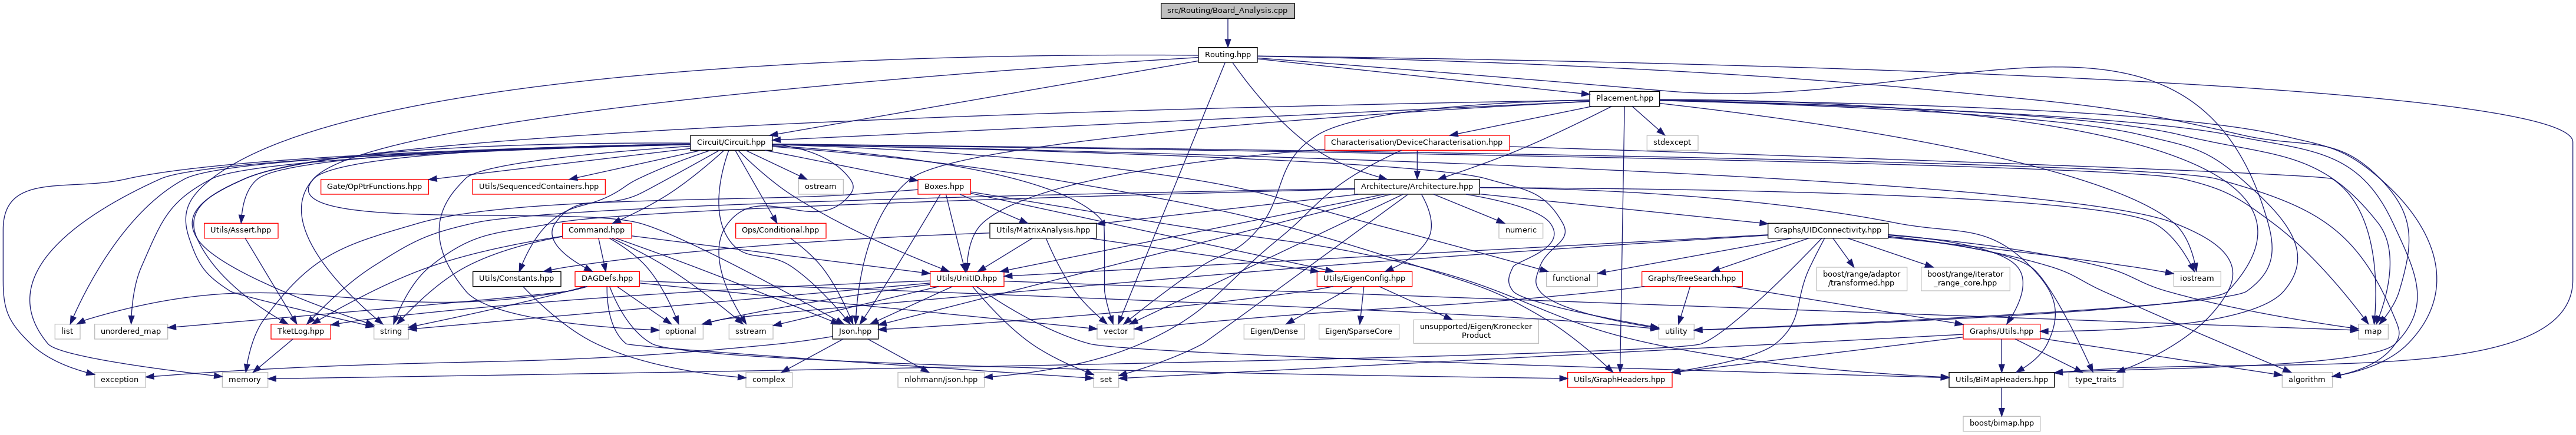 src/Routing/Board_Analysis.cpp
Routing.hpp
Placement.hpp
Circuit/Circuit.hpp
Characterisation/DeviceCharacterisation.hpp
stdexcept
Gate/OpPtrFunctions.hpp
Utils/SequencedContainers.hpp
ostream
Boxes.hpp
Architecture/Architecture.hpp
Utils/Assert.hpp
Command.hpp
Ops/Conditional.hpp
Utils/MatrixAnalysis.hpp
numeric
Graphs/UIDConnectivity.hpp
Utils/Constants.hpp
DAGDefs.hpp
Utils/UnitID.hpp
Utils/EigenConfig.hpp
functional
Graphs/TreeSearch.hpp
boost/range/adaptor
/transformed.hpp
boost/range/iterator
_range_core.hpp
iostream
list
unordered_map
TketLog.hpp
string
optional
sstream
Json.hpp
vector
Eigen/Dense
Eigen/SparseCore
unsupported/Eigen/Kronecker
Product
utility
Graphs/Utils.hpp
map
exception
memory
complex
nlohmann/json.hpp
set
Utils/GraphHeaders.hpp
Utils/BiMapHeaders.hpp
type_traits
algorithm
boost/bimap.hpp